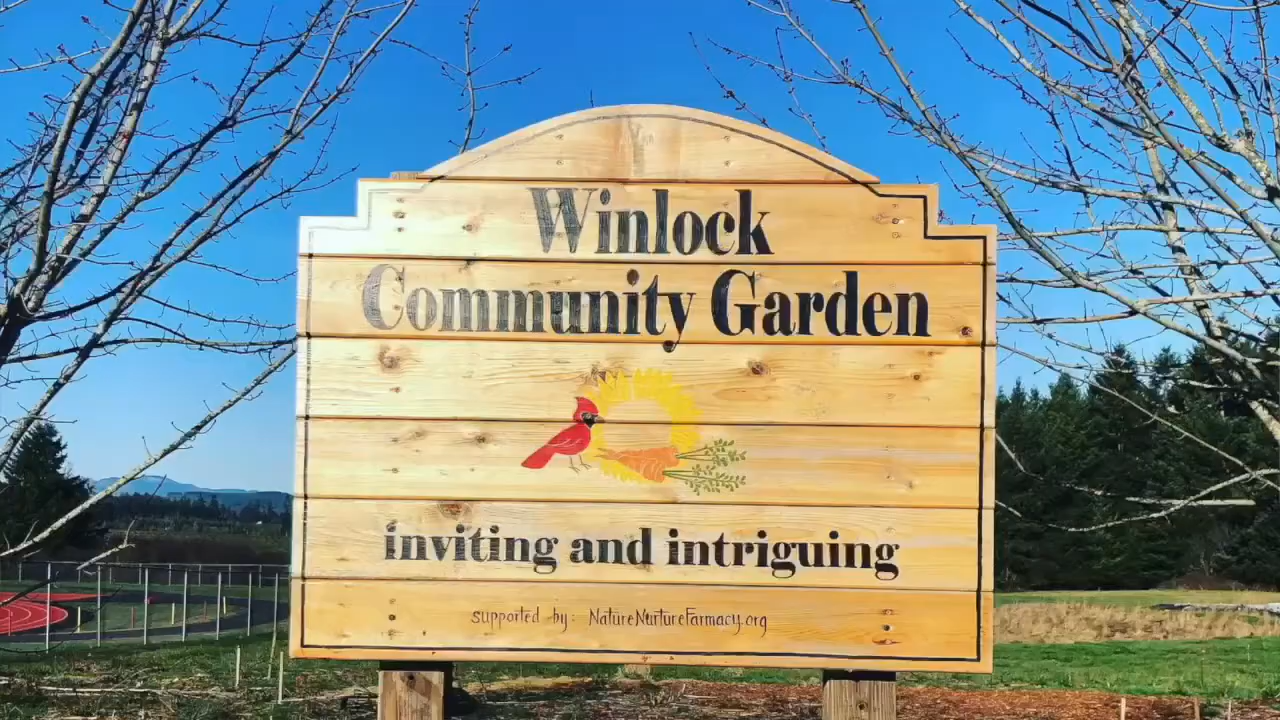 Winlock
Community Garden
inviting and intriguing
supported by: NatureNurtureFarmacy.org